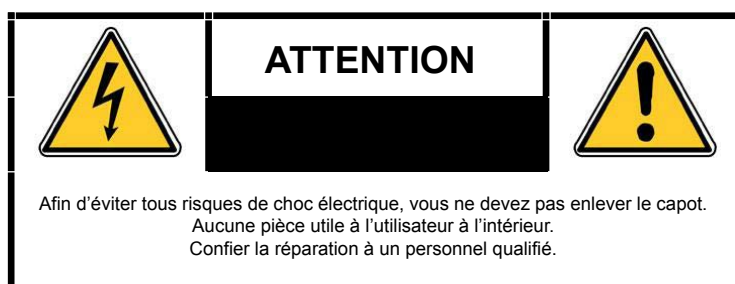 ATTENTION
Afin d’éviter tous risques de choc électrique, vous ne devez pas enlever le capot.
Aucune pièce utile à l’utilisateur à l’intérieur.
Confier la réparation à un personnel qualifié.